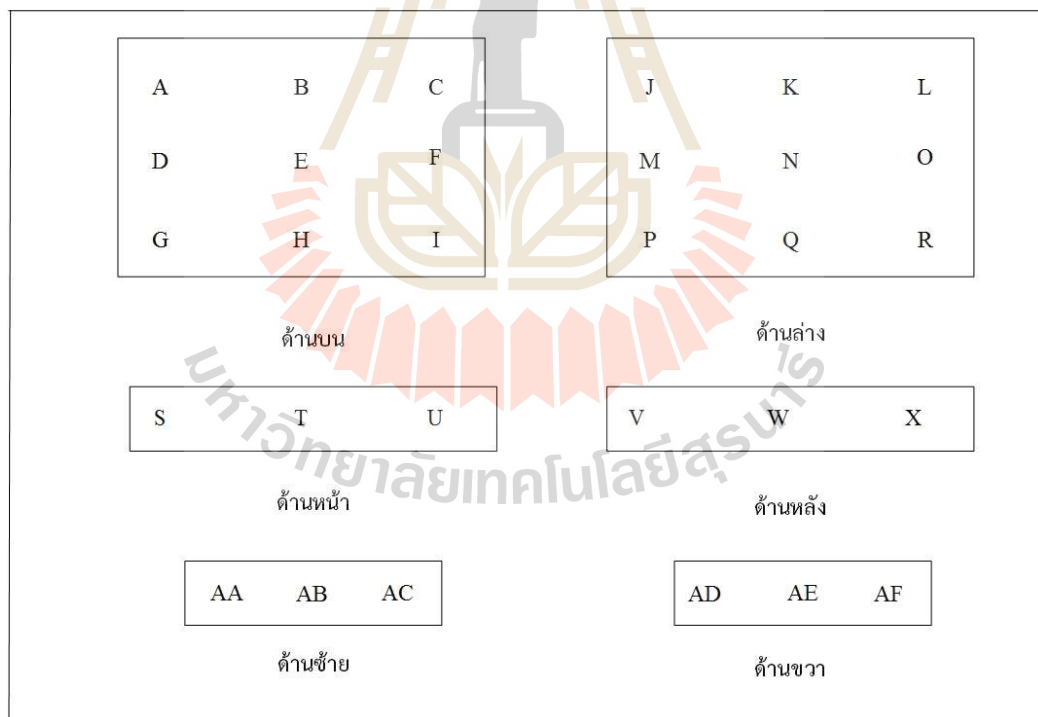 A B C
D E F
G H I
ด้านบน
J K L
M N O
P Q R
ด้านล่าง
S T U
ด้านหน้า
V W X
ด้านหลัง
AA AB AC
ด้านซ้าย
AD AE AF
ด้านขวา
มหาวิทยาลัยเทคโนโลยีสุรนารี